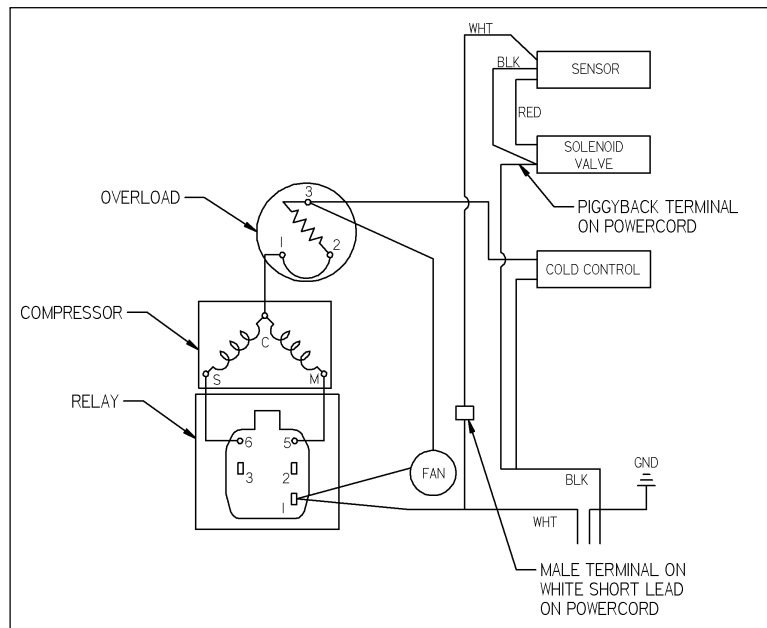 WHT
SENSOR
BLK
RED
SOLENOID
VALVE
OVERLOAD
3
PIGGYBACK TERMINAL
ON POWERCORD
1
2
COLD CONTROL
COMPRESSOR
C
S
M
RELAY
6
5
3
2
1
FAN
BLK
GND
WHT
MALE TERMINAL ON
WHITE SHORT LEAD
ON POWERCORD